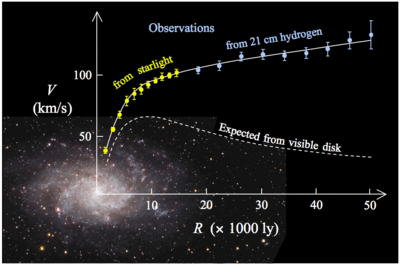 Observations
from 21 cm hydrogen
from starlight
V
(km/s)
100
50
Expected from visible disk
10
20
30
40
50
R (× 1000 ly)